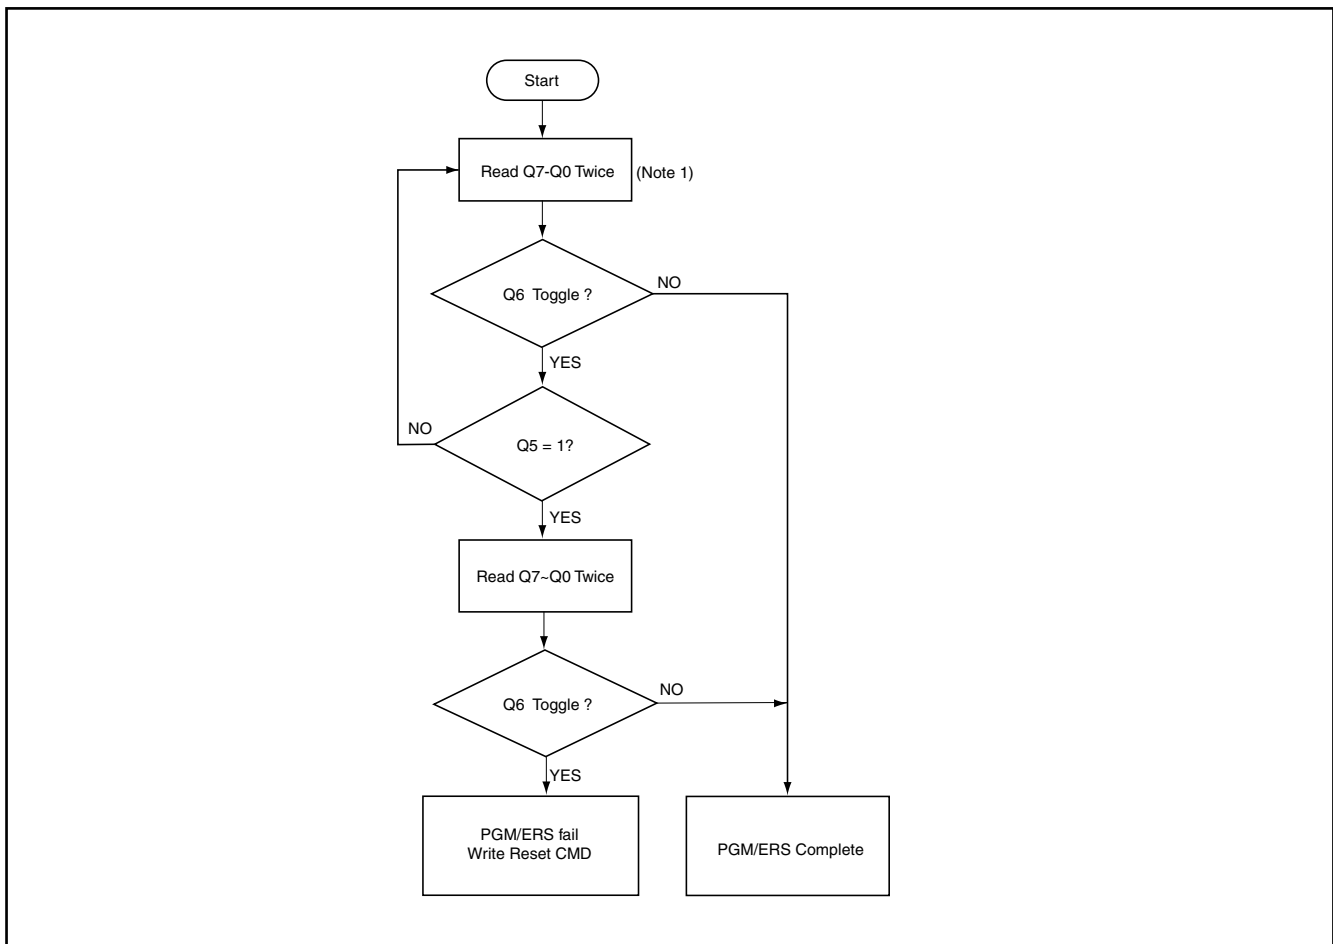 Start
Read Q7-Q0 Twice
(Note 1)
Q6 Toggle ?
NO
YES
NO
Q5 = 1?
YES
Read Q7~Q0 Twice
Q6 Toggle ?
NO
YES
PGM/ERS fail
Write Reset CMD
PGM/ERS Complete